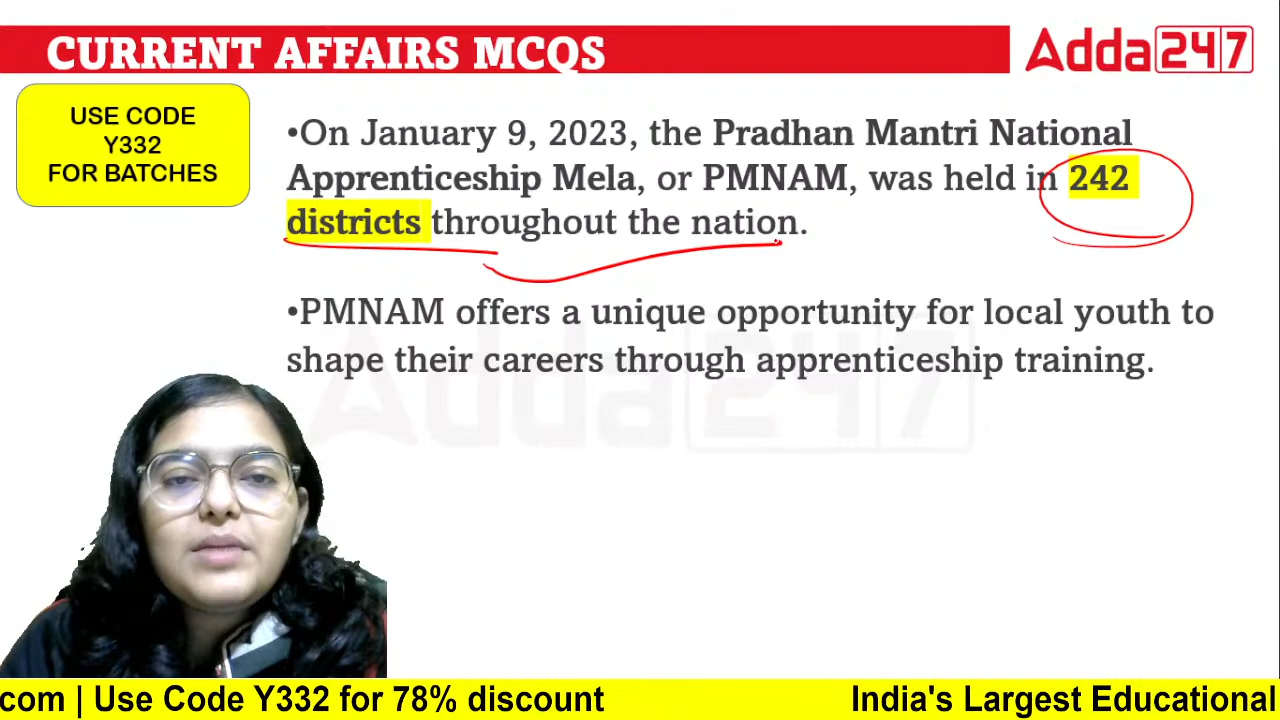 CURRENT AFFAIRS MCQS
Adda247
USE CODE
Y332
FOR BATCHES
•On January 9, 2023, the Pradhan Mantri National
Apprenticeship Mela, or PMNAM, was held in 242
districts throughout the nation.
•PMNAM offers a unique opportunity for local youth to
shape their careers through apprenticeship training.
Adda247
.com | Use Code Y332 for 78% discount India's Largest Educational